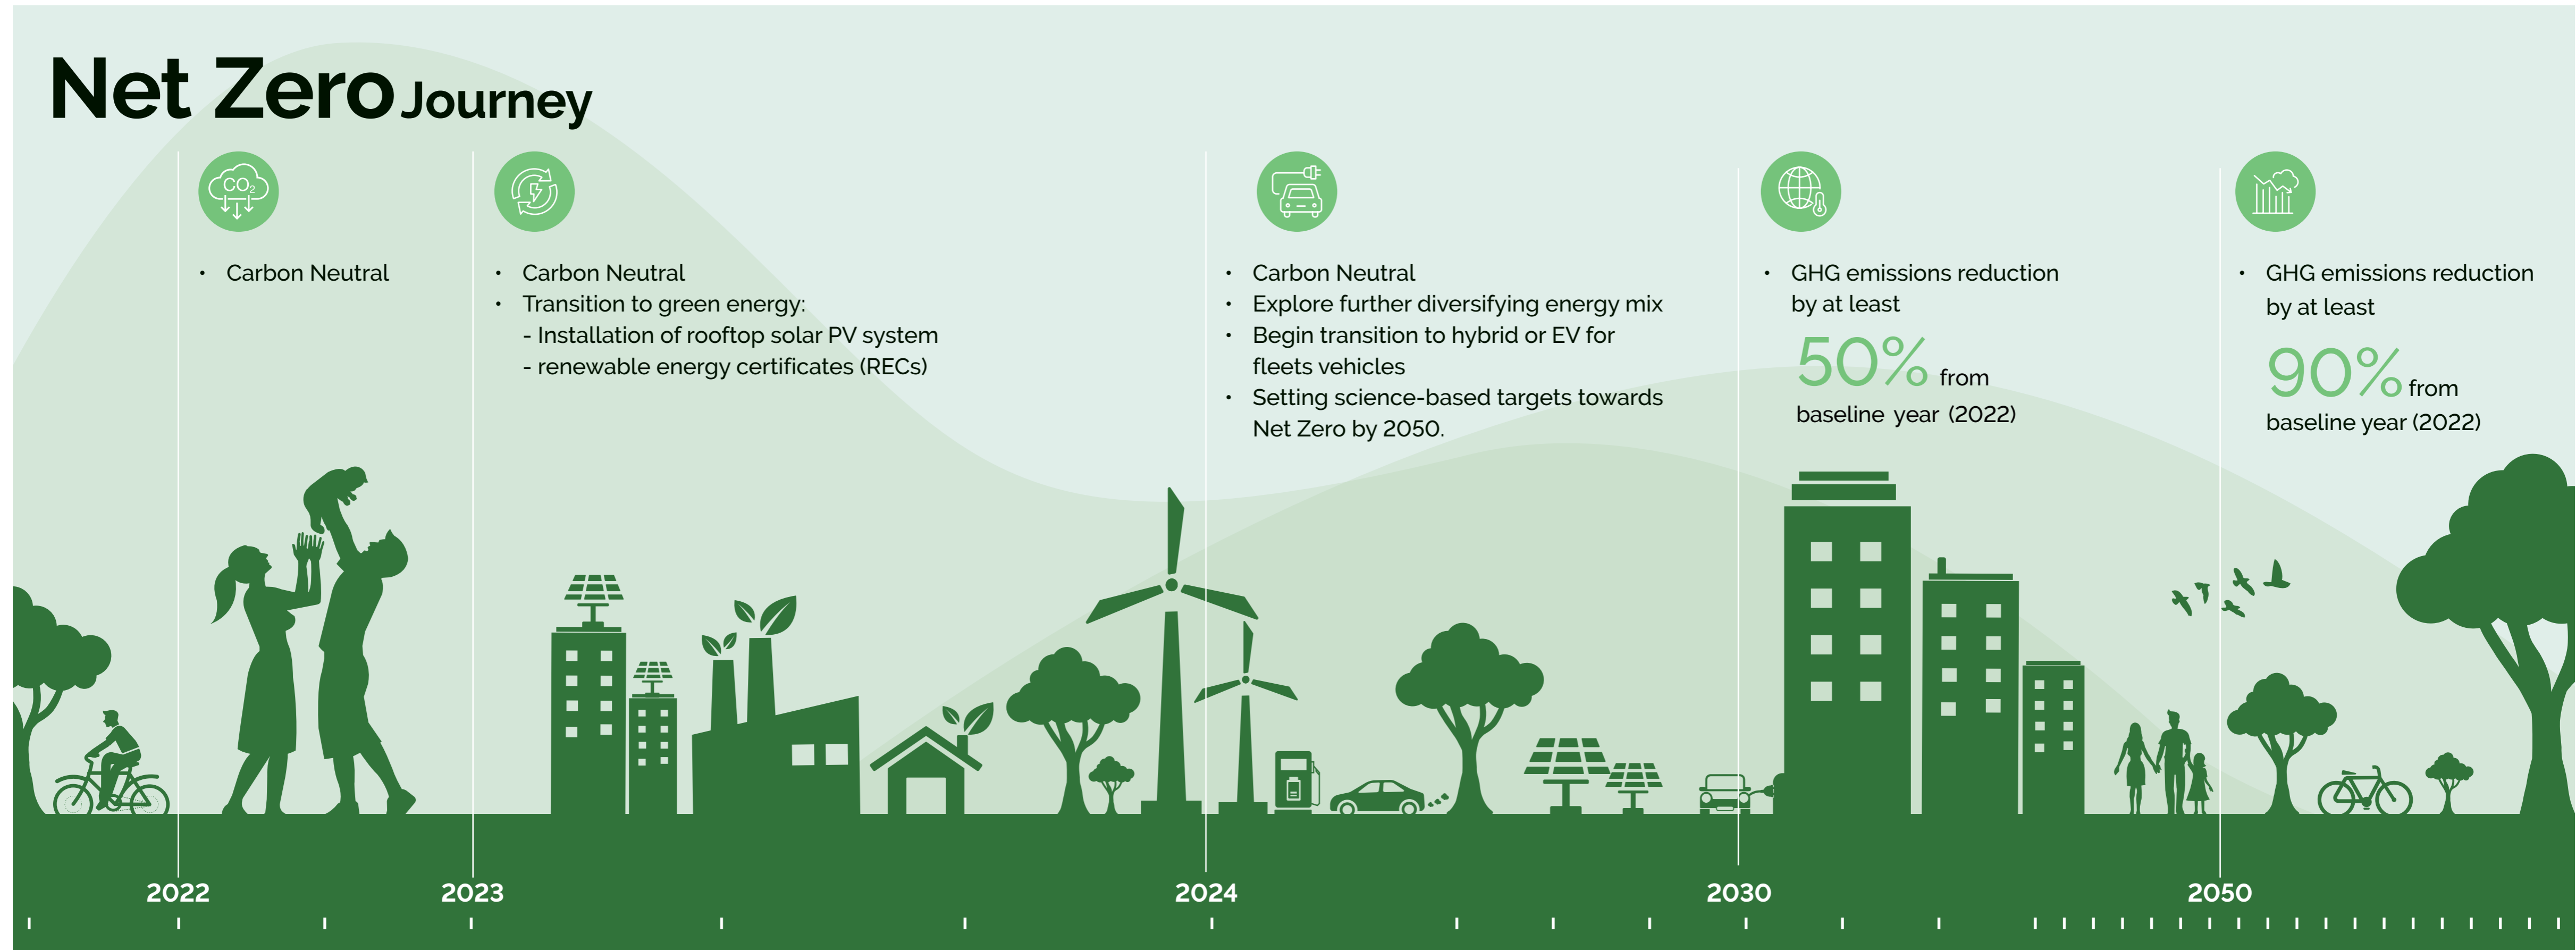 Net Zero Journey
CO2
• Carbon Neutral
• Carbon Neutral
• Transition to green energy:
- Installation of rooftop solar PV system
- renewable energy certificates (RECs)
• Carbon Neutral
• Explore further diversifying energy mix
• Begin transition to hybrid or EV for
fleets vehicles
• Setting science-based targets towards
Net Zero by 2050.
• GHG emissions reduction
by at least
50% from
baseline year (2022)
• GHG emissions reduction
by at least
90% from
baseline year (2022)
2022
2023
2024
2030
2050